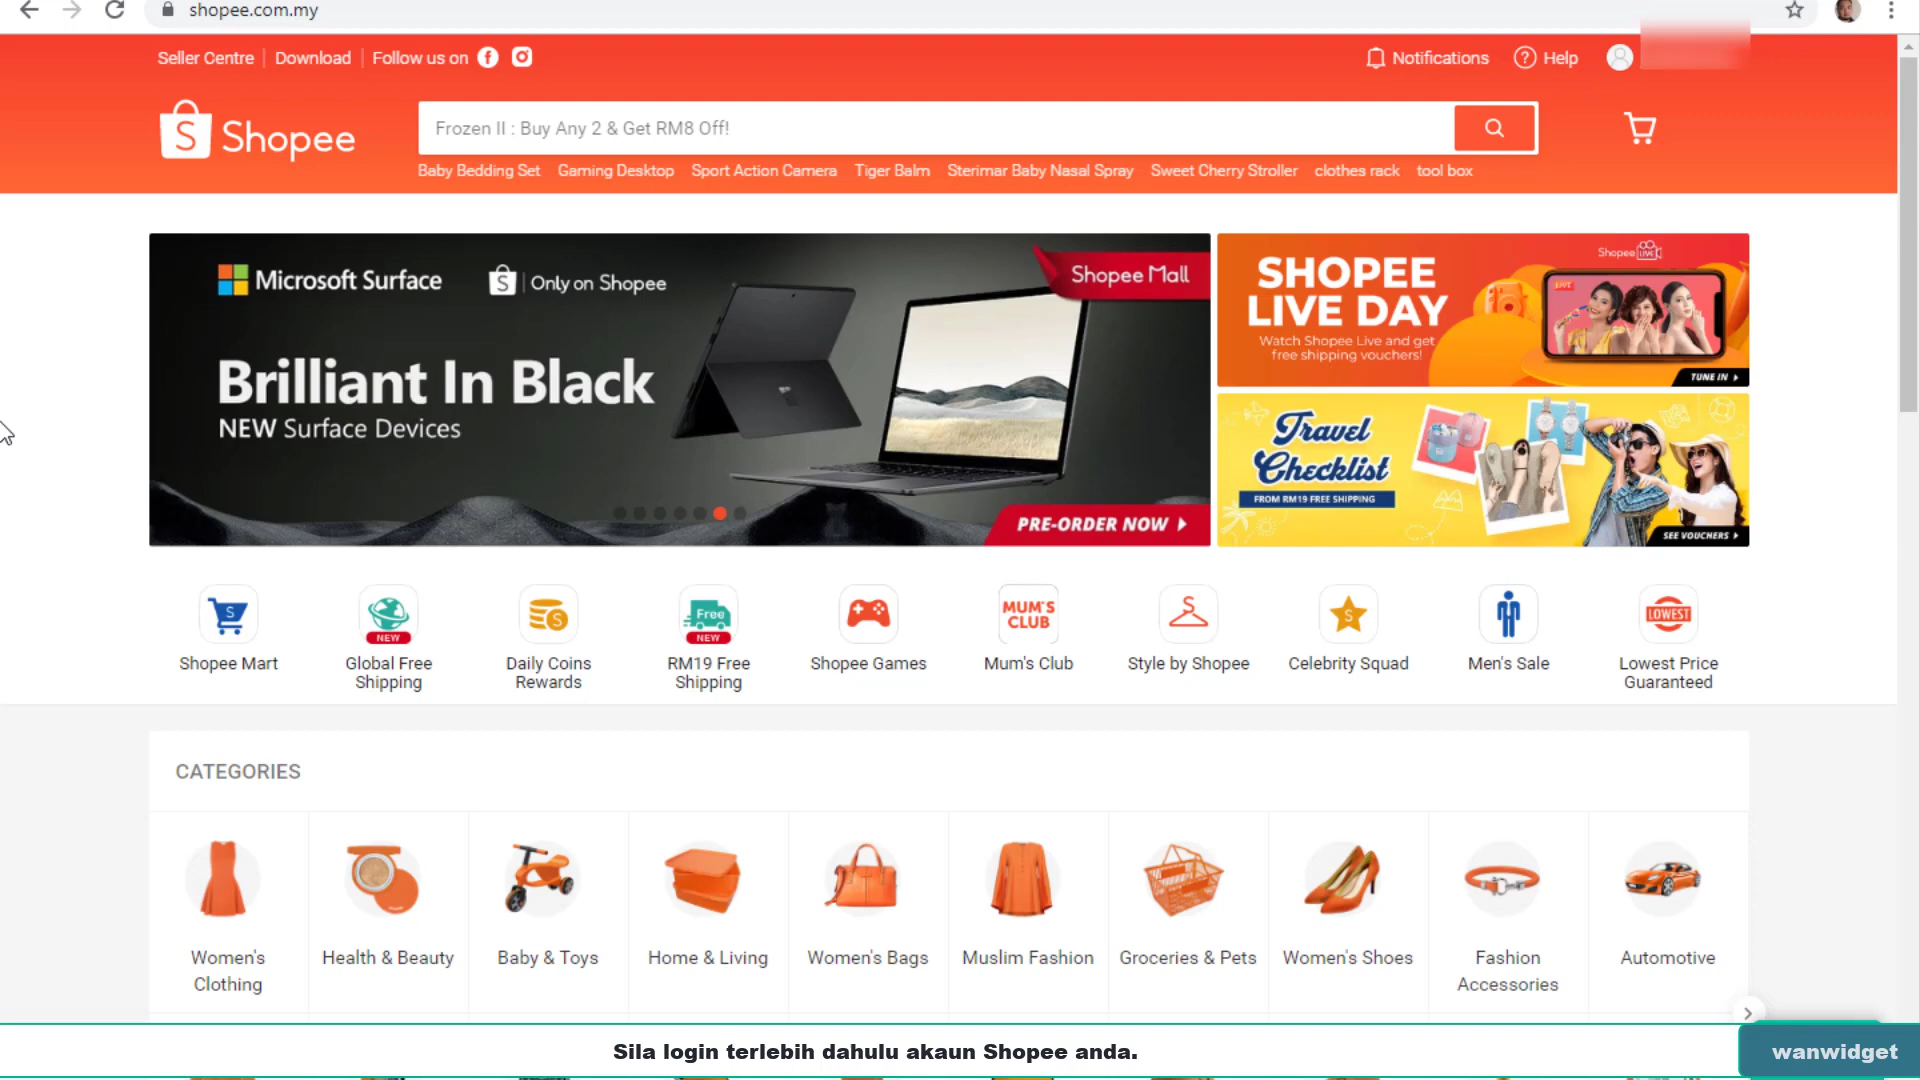 shopee.com.my
Seller Centre Download Follow us on
Notifications Help
Shopee
Frozen II : Buy Any 2 & Get RM8 Off!
Baby Bedding Set Gaming Desktop Sport Action Camera Tiger Balm Sterimar Baby Nasal Spray Sweet Cherry Stroller clothes rack tool box
Microsoft Surface Only on Shopee
Shopee Mall
Brilliant In Black
NEW Surface Devices
PRE-ORDER NOW
Shopee LIVE
SHOPEE
LIVE DAY
Watch Shopee Live and get
free shipping vouchers!
LIVE
TUNE IN
Travel
Checklist
FROM RM19 FREE SHIPPING
SEE VOUCHERS
NEW
Free
NEW
MUM'S
CLUB
LOWEST
Shopee Mart
Global Free
Shipping
Daily Coins
Rewards
RM19 Free
Shipping
Shopee Games
Mum's Club
Style by Shopee
Celebrity Squad
Men's Sale
Lowest Price
Guaranteed
CATEGORIES
Women's
Clothing
Health & Beauty
Baby & Toys
Home & Living
Women's Bags
Muslim Fashion
Groceries & Pets
Women's Shoes
Fashion
Accessories
Automotive
Sila login terlebih dahulu akaun Shopee anda.
wanwidget